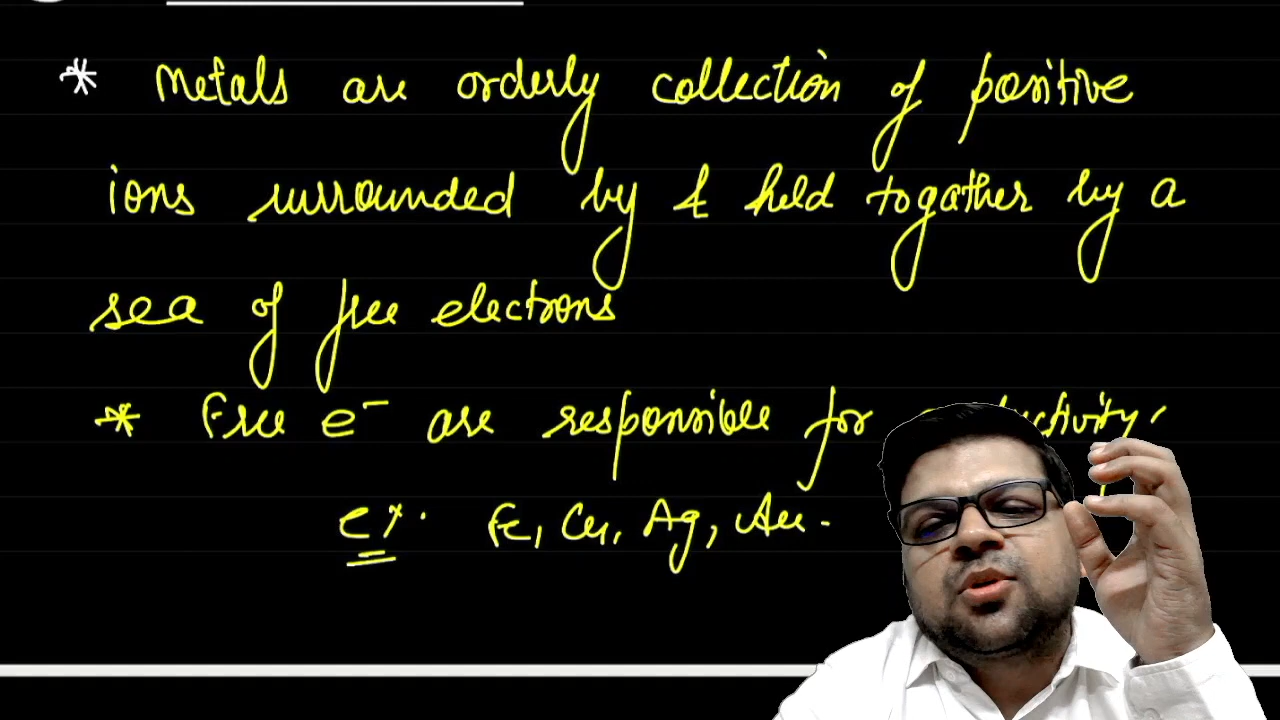 * Metals are orderly collection of positive
ions surrounded by & held togather by a
sea of free electrons
* Free e⁻ are responsible for
ex. Fe, Cu, Ag, Au.